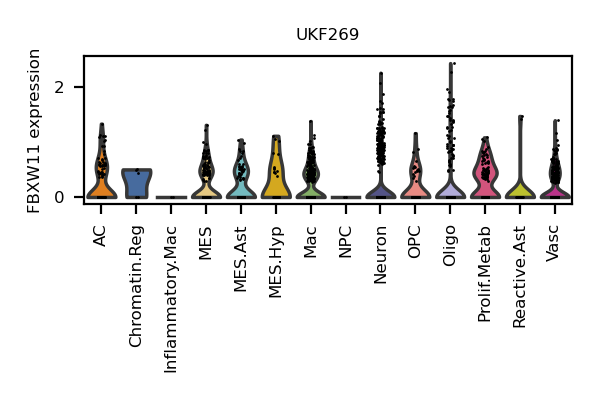 UKF269
FBXW11 expression
2
0
AC
Chromatin.Reg
Inflammatory.Mac
MES
MES.Ast
MES.Hyp
Mac
NPC
Neuron
OPC
Oligo
Prolif.Metab
Reactive.Ast
Vasc